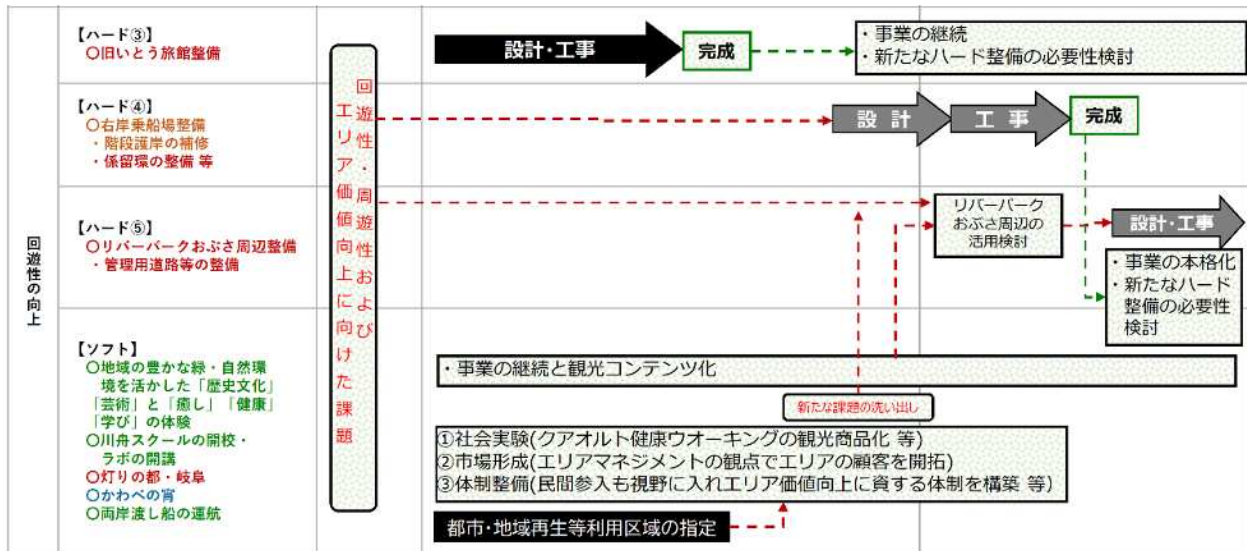 回遊性の向上
【ハード③】
〇旧いとう旅館整備
【ハード④】
〇右岸乗船場整備
・階段護岸の補修
・係留環の整備 等
【ハード⑤】
〇リバーパークおぶさ周辺整備
・管理用道路等の整備
【ソフト】
〇地域の豊かな緑・自然環
境を活かした「歴史文化」
「芸術」と「癒し」「健康」
「学び」の体験
〇川舟スクールの開校・
ラボの開講
〇灯りの都・岐阜
〇かわべの宵
〇両岸渡し船の運航
回遊性・周遊性および
エリア価値向上に向けた課題
設計・工事
完成
・事業の継続
・新たなハード整備の必要性検討
設 計
工 事
完成
リバーパーク
おぶさ周辺の
活用検討
設計・工事
・事業の本格化
・新たなハード
整備の必要性
検討
・事業の継続と観光コンテンツ化
新たな課題の洗い出し
①社会実験(クアオルト健康ウオーキングの観光商品化 等)
②市場形成(エリアマネジメントの観点でエリアの顧客を開拓)
③体制整備(民間参入も視野に入れエリア価値向上に資する体制を構築 等)
都市・地域再生等利用区域の指定